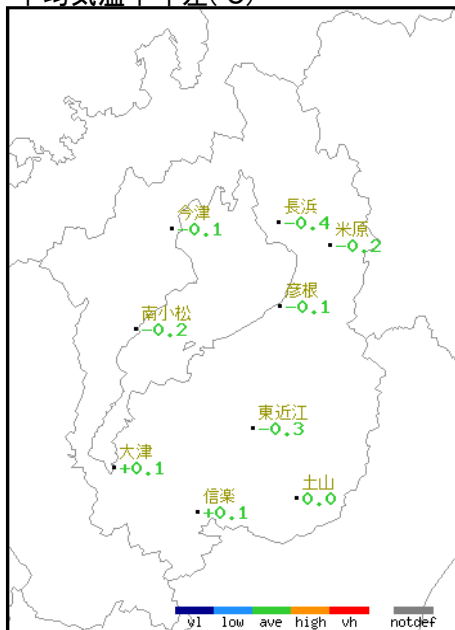 平均気温平年差(℃)
今津
-0.1
長浜
-0.4
米原
-0.2
彦根
-0.1
南小松
-0.2
東近江
-0.3
大津
+0.1
信楽
+0.1
土山
0.0
vl low ave high vh notdef